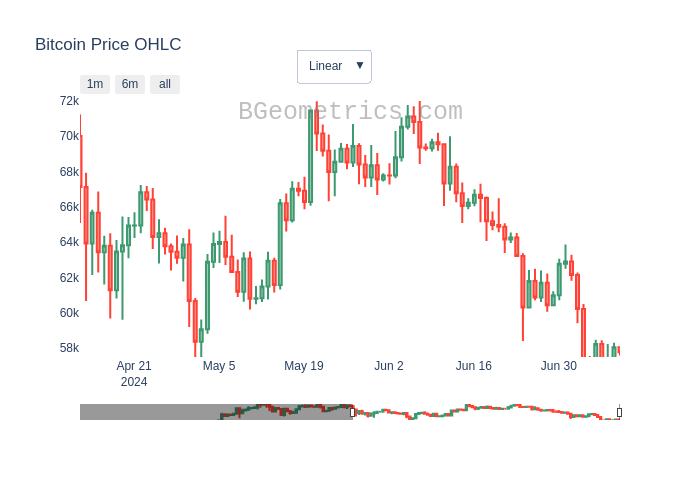 Bitcoin Price OHLC
Linear ▼
1m 6m all
BGeometrics.com
72k
70k
68k
66k
64k
62k
60k
58k
Apr 21 May 5 May 19 Jun 2 Jun 16 Jun 30
2024